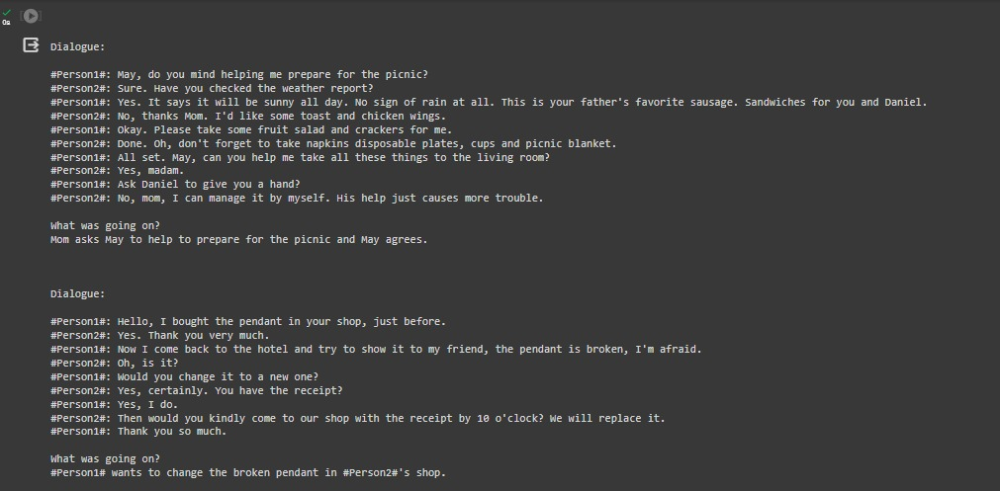 0s
Dialogue:
#Person1#: May, do you mind helping me prepare for the picnic?
#Person2#: Sure. Have you checked the weather report?
#Person1#: Yes. It says it will be sunny all day. No sign of rain at all. This is your father's favorite sausage. Sandwiches for you and Daniel.
#Person2#: No, thanks Mom. I'd like some toast and chicken wings.
#Person1#: Okay. Please take some fruit salad and crackers for me.
#Person2#: Done. Oh, don't forget to take napkins disposable plates, cups and picnic blanket.
#Person1#: All set. May, can you help me take all these things to the living room?
#Person2#: Yes, madam.
#Person1#: Ask Daniel to give you a hand?
#Person2#: No, mom, I can manage it by myself. His help just causes more trouble.
What was going on?
Mom asks May to help to prepare for the picnic and May agrees.
Dialogue:
#Person1#: Hello, I bought the pendant in your shop, just before.
#Person2#: Yes. Thank you very much.
#Person1#: Now I come back to the hotel and try to show it to my friend, the pendant is broken, I'm afraid.
#Person2#: Oh, is it?
#Person1#: Would you change it to a new one?
#Person2#: Yes, certainly. You have the receipt?
#Person1#: Yes, I do.
#Person2#: Then would you kindly come to our shop with the receipt by 10 o'clock? We will replace it.
#Person1#: Thank you so much.
What was going on?
#Person1# wants to change the broken pendant in #Person2#'s shop.